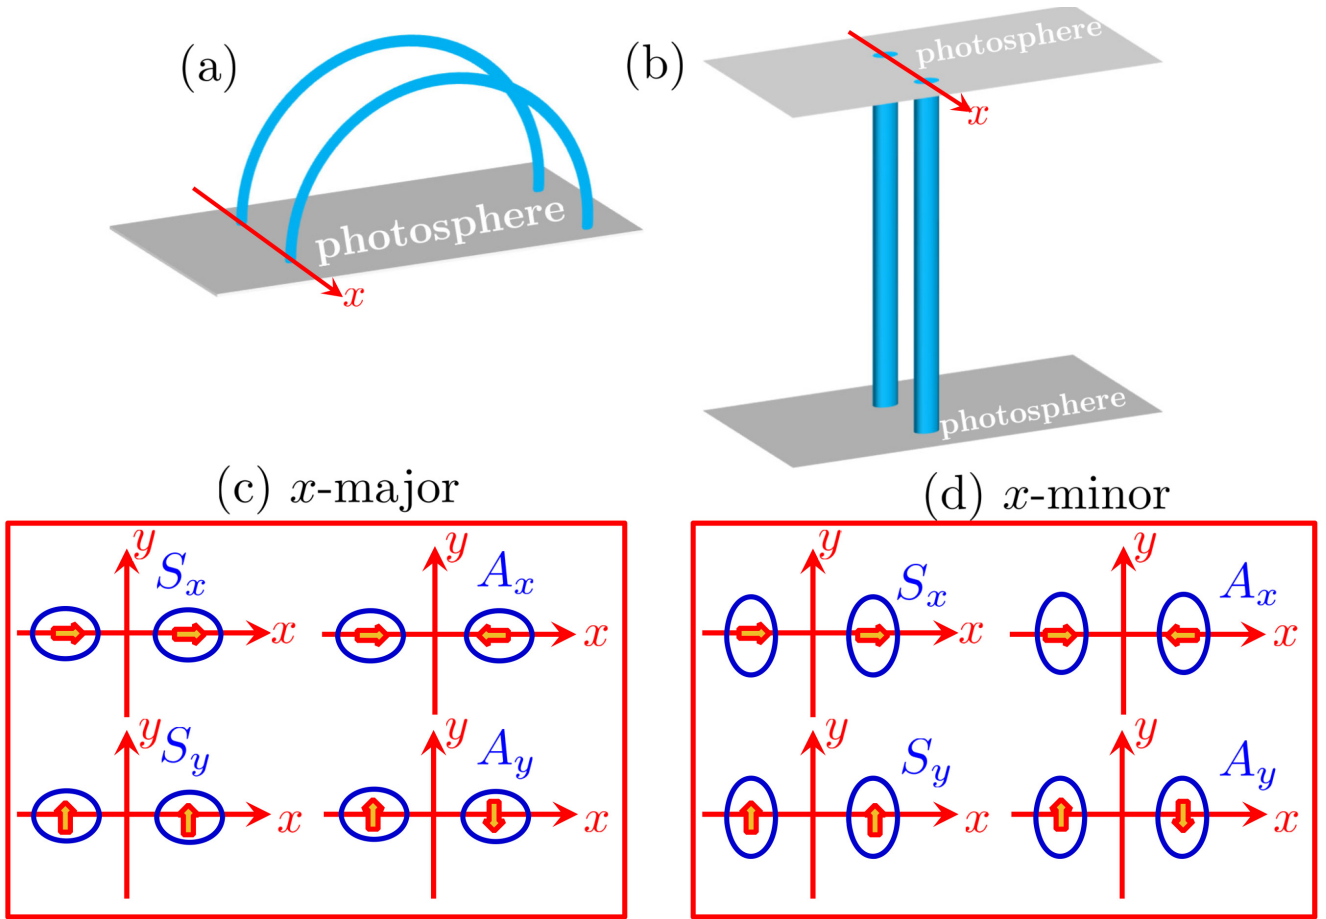 (a)
photosphere
x
(b)
photosphere
x
photosphere
(c) x-major
y
S_x
x
y
A_x
x
y
S_y
x
y
A_y
x
(d) x-minor
y
S_x
x
y
A_x
x
y
S_y
x
y
A_y
x